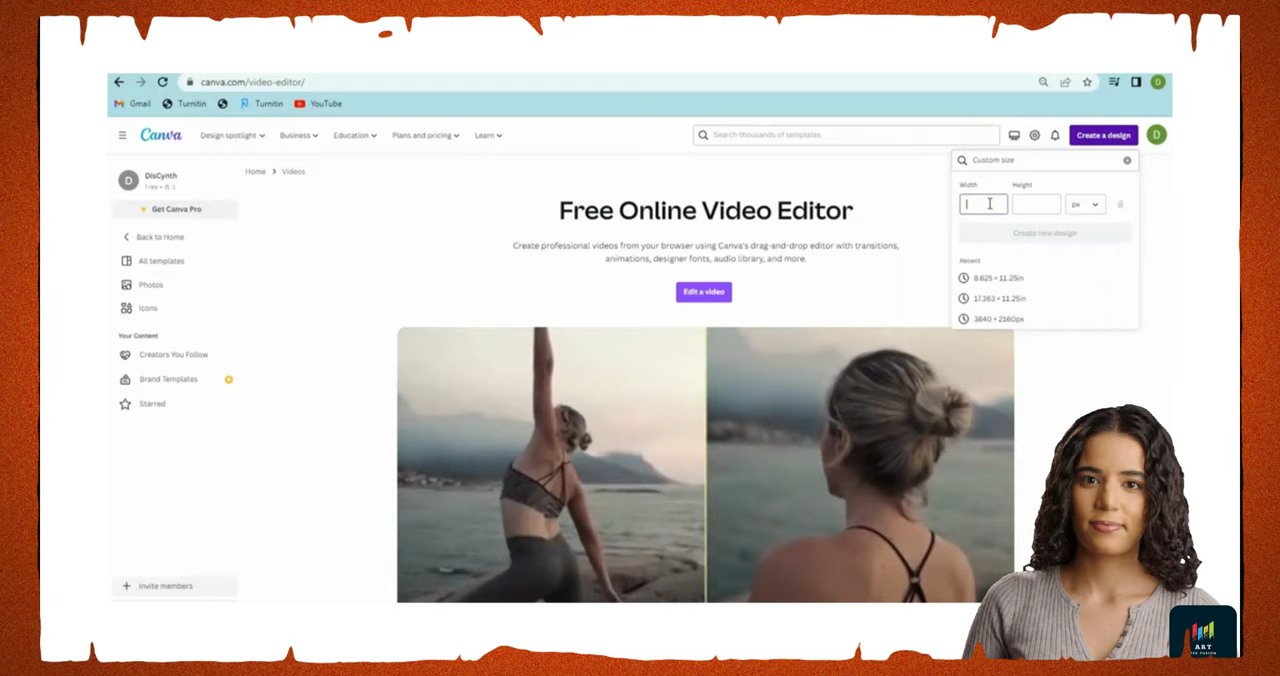 canva.com/video-editor/
D
Gmail Turnitin Turnitin YouTube
Canva Design spotlight Business Education Plans and pricing Learn Search thousands of templates Create a design D
Custom size
Home Videos
D DisCynth
Free • 1
Width Height
Get Canva Pro
px
Free Online Video Editor
Create new design
Back to Home
Create professional videos from your browser using Canva's drag-and-drop editor with transitions,
animations, designer fonts, audio library, and more.
All templates
Recent
8.625 × 11.25in
Photos
Edit a video
17.363 × 11.25in
Icons
3840 × 2160px
Your Content
Creators You Follow
Brand Templates
Starred
Invite members
ART